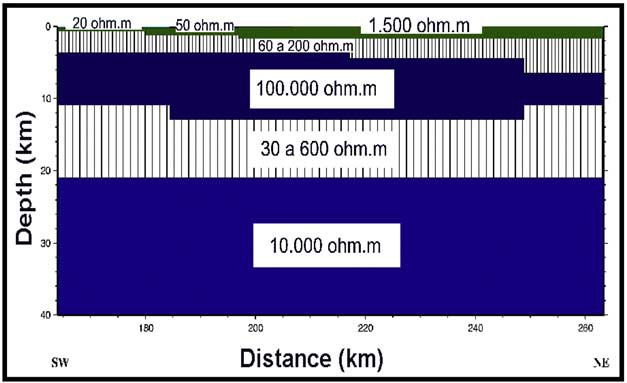 0 20 ohm.m 50 ohm.m 1.500 ohm.m
60 a 200 ohm.m
100.000 ohm.m
10
30 a 600 ohm.m
20
10.000 ohm.m
30
40
Depth (km)
180 200 220 240 260
SW Distance (km) NE